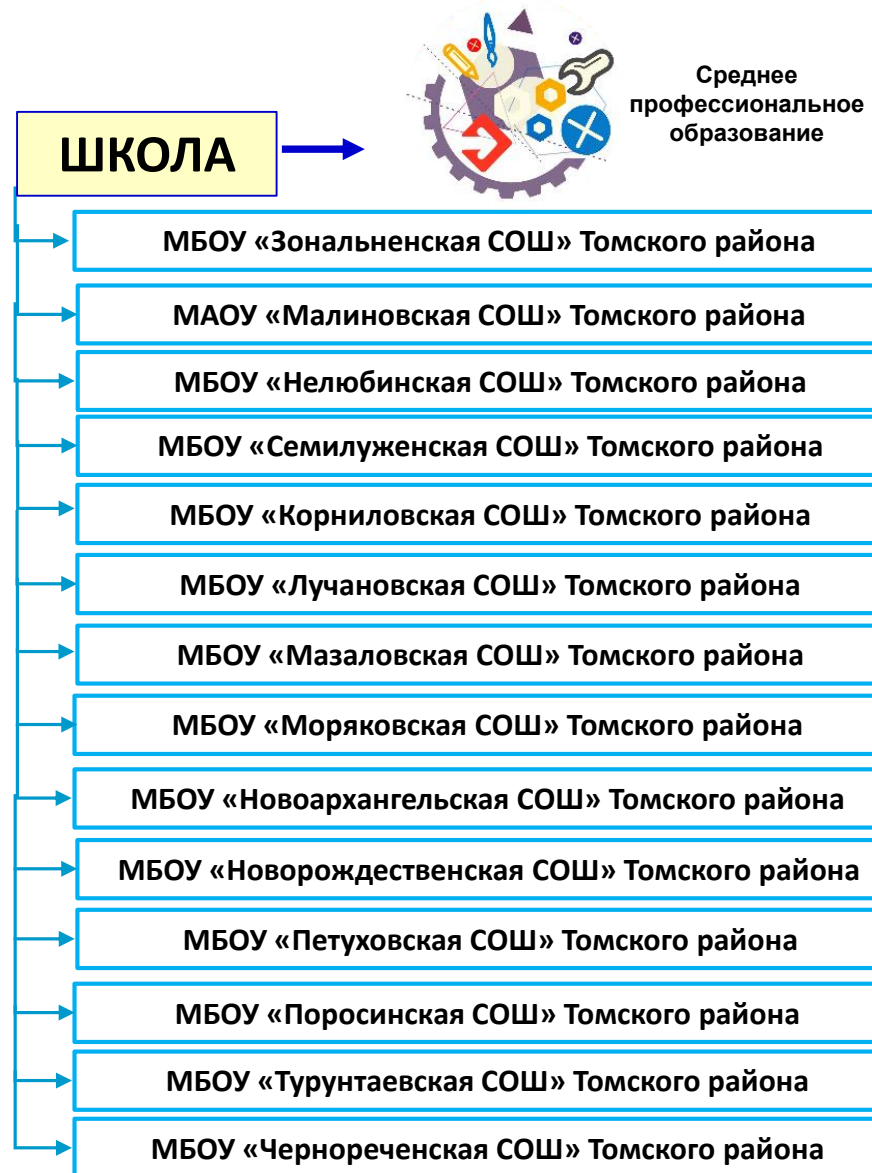 Среднее
профессиональное
образование
ШКОЛА
МБОУ «Зональненская СОШ» Томского района
МАОУ «Малиновская СОШ» Томского района
МБОУ «Нелюбинская СОШ» Томского района
МБОУ «Семилуженская СОШ» Томского района
МБОУ «Корниловская СОШ» Томского района
МБОУ «Лучановская СОШ» Томского района
МБОУ «Мазаловская СОШ» Томского района
МБОУ «Моряковская СОШ» Томского района
МБОУ «Новоархангельская СОШ» Томского района
МБОУ «Новорождественская СОШ» Томского района
МБОУ «Петуховская СОШ» Томского района
МБОУ «Поросинская СОШ» Томского района
МБОУ «Турунтаевская СОШ» Томского района
МБОУ «Чернореченская СОШ» Томского района